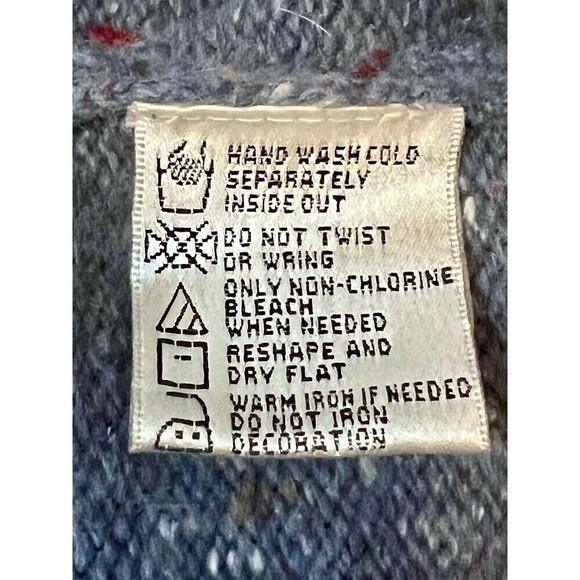 HAND WASH COLD
SEPARATELY
INSIDE OUT
DO NOT TWIST
OR WRING
ONLY NON-CHLORINE
BLEACH
WHEN NEEDED
RESHAPE AND
DRY FLAT
WARM IRON IF NEEDED
DO NOT IRON
DECORATION